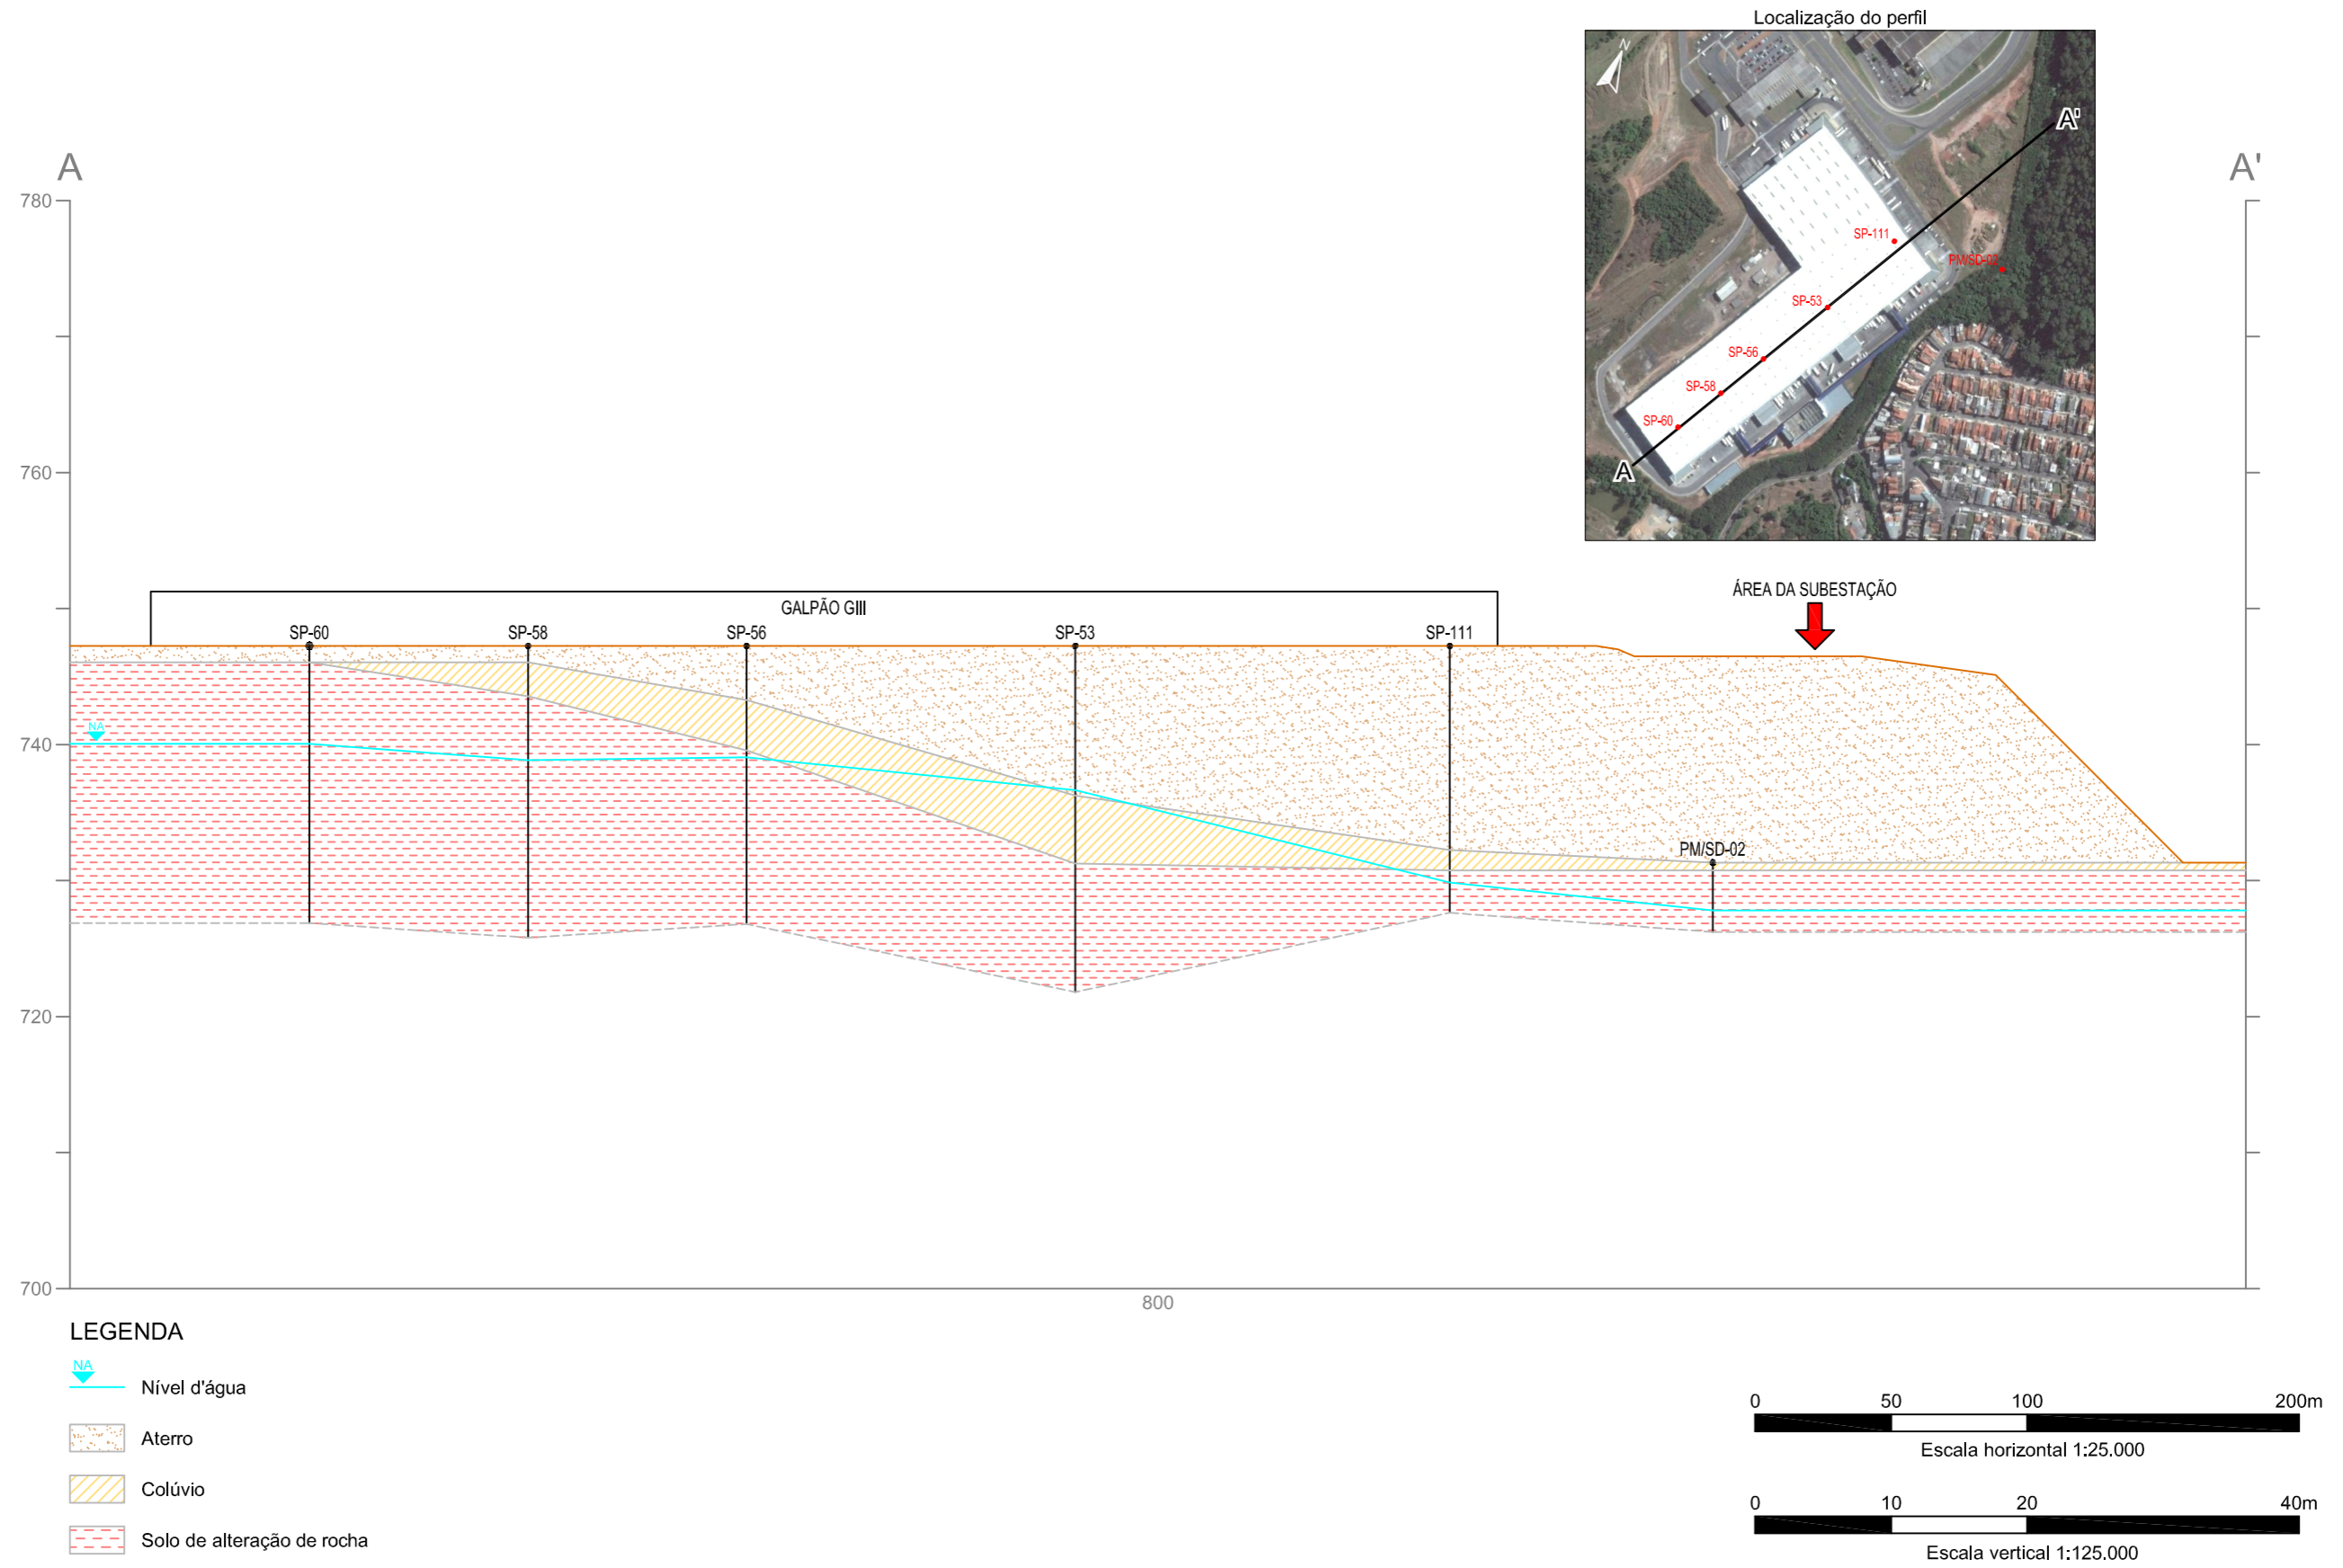 Localização do perfil
N
A'
SP-111
PM/SD-02
SP-53
SP-56
SP-58
SP-60
A
A
A'
780
760
740
720
700
800
ÁREA DA SUBESTAÇÃO
GALPÃO GIII
SP-60
SP-58
SP-56
SP-53
SP-111
NA
PM/SD-02
LEGENDA
NA
Nível d'água
Aterro
Colúvio
Solo de alteração de rocha
0 50 100 200m
Escala horizontal 1:25.000
0 10 20 40m
Escala vertical 1:125.000